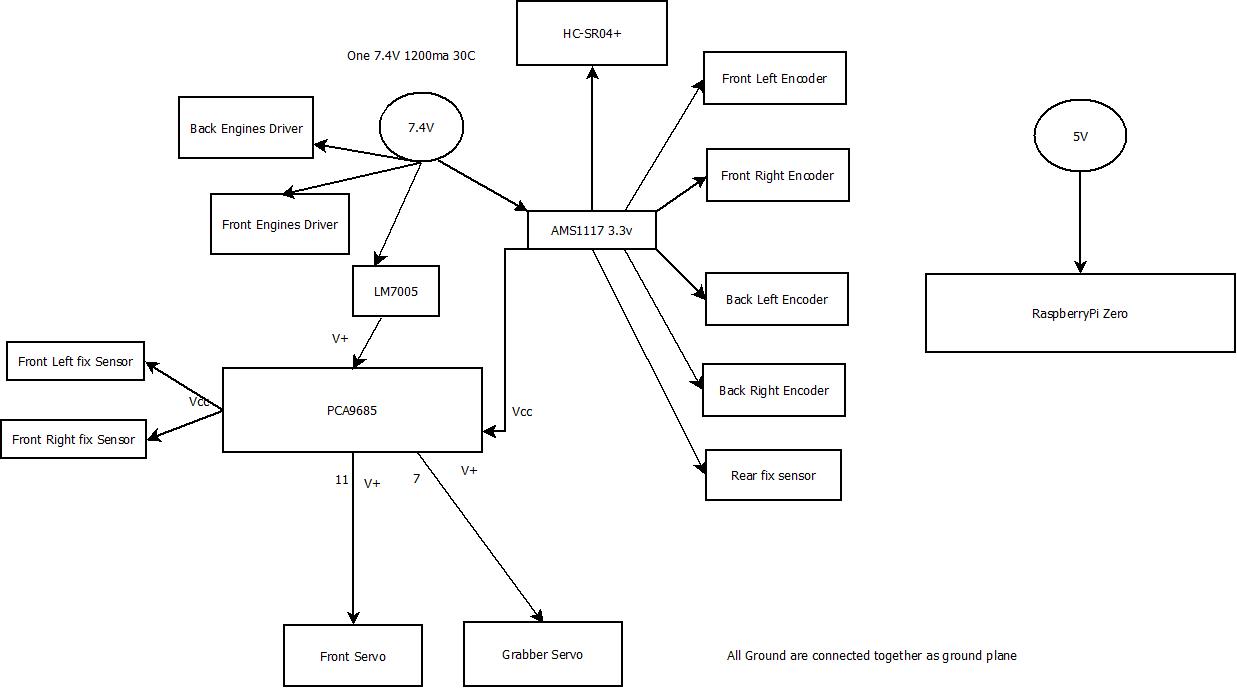 HC-SR04+
One 7.4V 1200ma 30C
Front Left Encoder
Back Engines Driver
7.4V
5V
Front Right Encoder
Front Engines Driver
AMS1117 3.3v
LM7005
Back Left Encoder
RaspberryPi Zero
V+
Front Left fix Sensor
Back Right Encoder
Vcc
PCA9685
Vcc
Front Right fix Sensor
V+
Rear fix sensor
11
V+
7
Front Servo
Grabber Servo
All Ground are connected together as ground plane